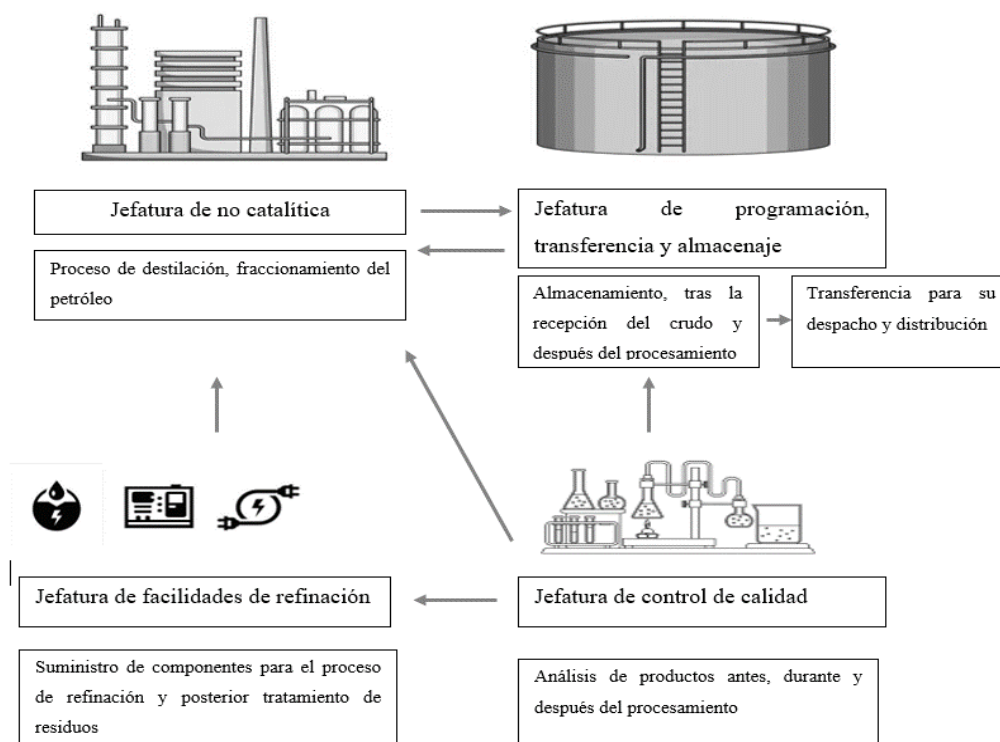 Jefatura de no catalítica
Proceso de destilación, fraccionamiento del
petróleo
Jefatura de programación,
transferencia y almacenaje
Almacenamiento, tras la
recepción del crudo y
después del procesamiento
Transferencia para su
despacho y distribución
Jefatura de facilidades de refinación
Suministro de componentes para el proceso
de refinación y posterior tratamiento de
residuos
Jefatura de control de calidad
Análisis de productos antes, durante y
después del procesamiento